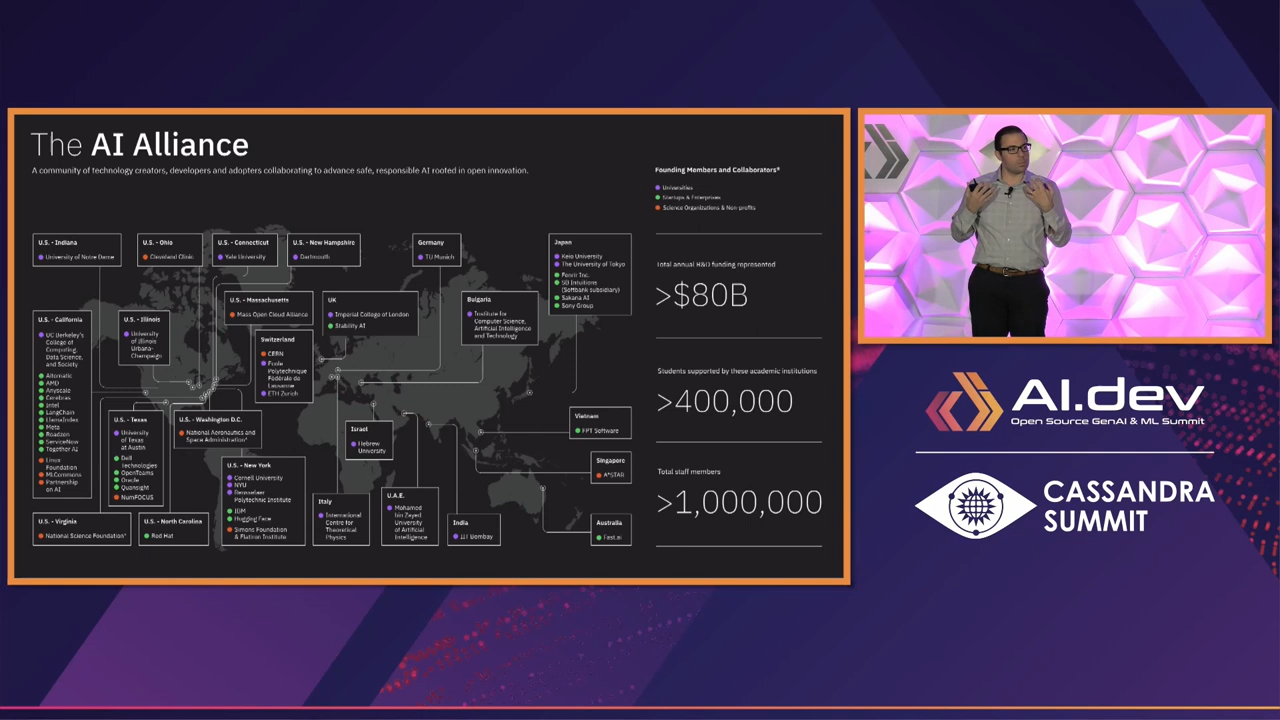 The AI Alliance
A community of technology creators, developers and adopters collaborating to advance safe, responsible AI rooted in open innovation.
Founding Members and Collaborators*
Universities
Startups & Enterprises
Science Organizations & Non-profits
U.S. - Indiana
University of Notre Dame
U.S. - Ohio
Cleveland Clinic
U.S. - Connecticut
Yale University
U.S. - New Hampshire
Dartmouth
Germany
TU Munich
Japan
Keio University
The University of Tokyo
Fenrir Inc.
SB Intuitions
(Softbank subsidiary)
Sakana AI
Sony Group
U.S. - Massachusetts
Mass Open Cloud Alliance
UK
Imperial College of London
Stability AI
Bulgaria
Institute for
Computer Science,
Artificial Intelligence
and Technology
U.S. - California
UC Berkeley's
College of
Computing,
Data Science,
and Society
Aitomatic
AMD
Anyscale
Cerebras
Intel
LangChain
LlamaIndex
Meta
Roadzen
ServiceNow
Together AI
Linux
Foundation
MLCommons
Partnership
on AI
U.S. - Illinois
University
of Illinois
Urbana-
Champaign
Switzerland
CERN
École
Polytechnique
Fédérale de
Lausanne
ETH Zurich
U.S. - Texas
University
of Texas
at Austin
Dell
Technologies
OpenTeams
Oracle
Quansight
NumFOCUS
U.S. - Washington D.C.
National Aeronautics and
Space Administration*
Israel
Hebrew
University
Vietnam
FPT Software
U.S. - New York
Cornell University
NYU
Rensselaer
Polytechnic Institute
IBM
Hugging Face
Simons Foundation
& Flatiron Institute
Singapore
A*STAR
Italy
International
Centre for
Theoretical
Physics
U.A.E.
Mohamed
bin Zayed
University
of Artificial
Intelligence
U.S. - Virginia
National Science Foundation*
U.S. - North Carolina
Red Hat
India
IIT Bombay
Australia
Fast.ai
Total annual R&D funding represented
>$80B
Students supported by these academic institutions
>400,000
Total staff members
>1,000,000
AI.dev
Open Source GenAI & ML Summit
CASSANDRA
SUMMIT